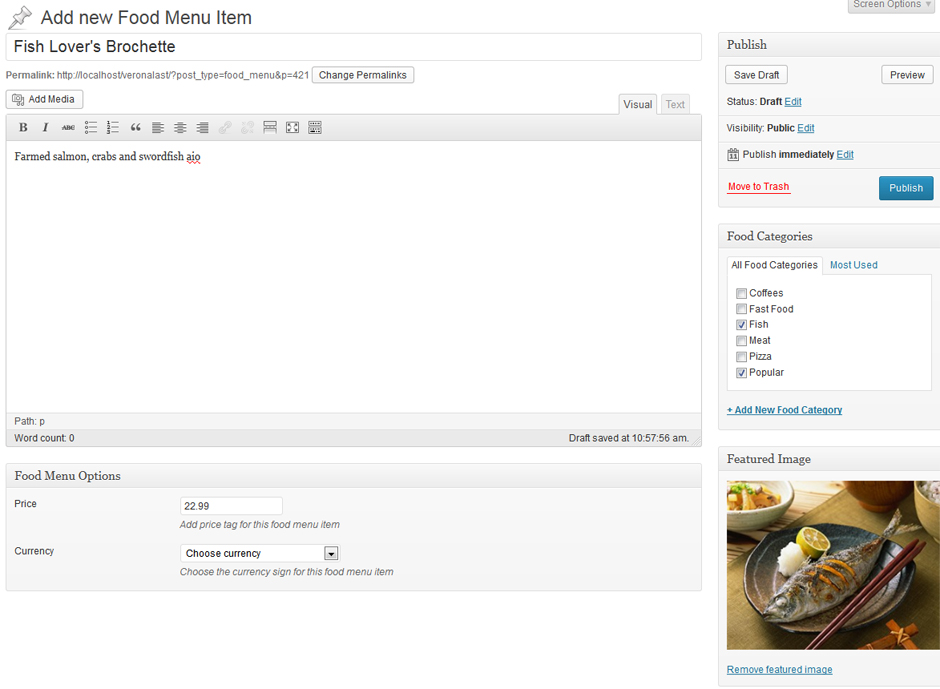 Screen Options
Add new Food Menu Item
Fish Lover's Brochette
Permalink: http://localhost/veronalast/?post_type=food_menu&p=421 Change Permalinks
Add Media
Visual Text
B I ABC
Farmed salmon, crabs and swordfish aio
Path: p
Word count: 0 Draft saved at 10:57:56 am.
Food Menu Options
Price 22.99
Add price tag for this food menu item
Currency Choose currency
Choose the currency sign for this food menu item
Publish
Save Draft Preview
Status: Draft Edit
Visibility: Public Edit
Publish immediately Edit
Move to Trash Publish
Food Categories
All Food Categories Most Used
Coffees
Fast Food
Fish
Meat
Pizza
Popular
+ Add New Food Category
Featured Image
Remove featured image